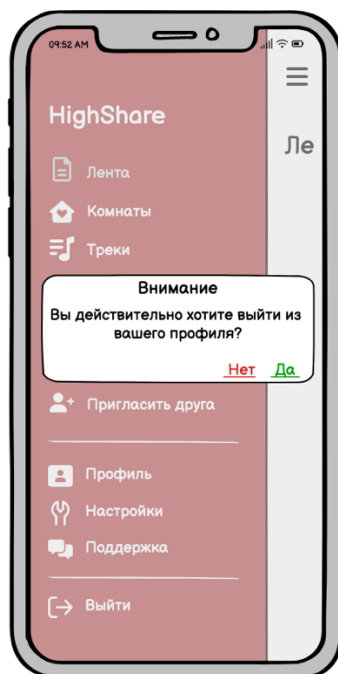 09:52 AM
HighShare
Ле
Лента
Комнаты
Треки
Внимание
Вы действительно хотите выйти из
вашего профиля?
Нет Да
Пригласить друга
Профиль
Настройки
Поддержка
Выйти